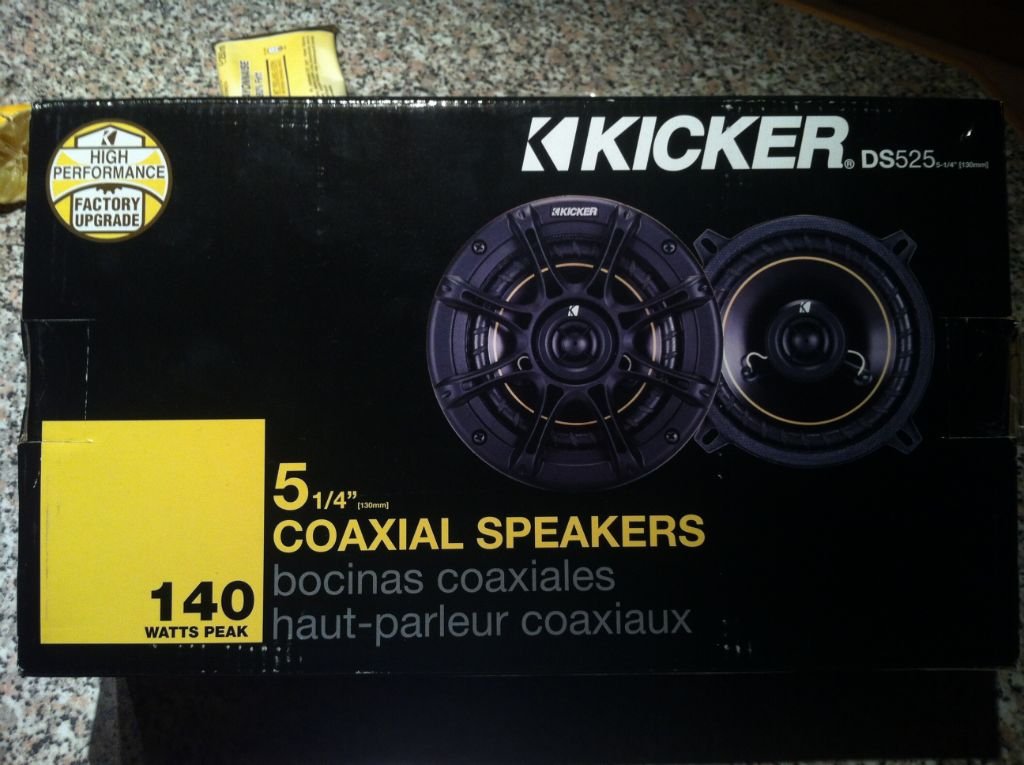 HIGH
PERFORMANCE
FACTORY
UPGRADE
KICKER® DS525 5-1/4" [130mm]
KICKER
5 1/4" [130mm]
COAXIAL SPEAKERS
bocinas coaxiales
haut-parleur coaxiaux
140
WATTS PEAK